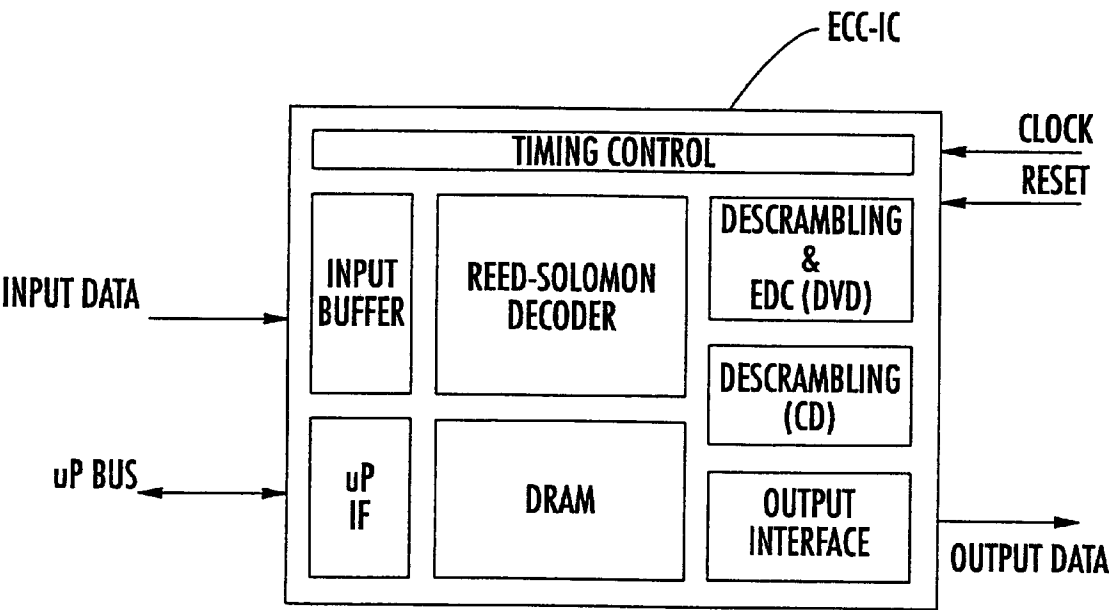 ECC-IC
TIMING CONTROL
CLOCK
RESET
INPUT DATA
INPUT
BUFFER
REED-SOLOMON
DECODER
DESCRAMBLING
&
EDC (DVD)
DESCRAMBLING
(CD)
uP BUS
uP
IF
DRAM
OUTPUT
INTERFACE
OUTPUT DATA